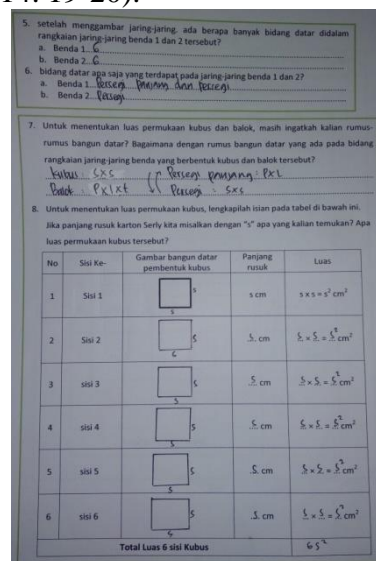 14: 19-20).
5. setelah menggambar jaring-jaring. ada berapa banyak bidang datar didalam
rangkaian jaring-jaring benda 1 dan 2 tersebut?
a. Benda 1 6
b. Benda 2 6
6. bidang datar apa saja yang terdapat pada jaring-jaring benda 1 dan 2?
a. Benda 1 Persegi panjang dan persegi
b. Benda 2 Persegi
7. Untuk menentukan luas permukaan kubus dan balok, masih ingatkah kalian rumus-
rumus bangun datar? Bagaimana dengan rumus bangun datar yang ada pada bidang
rangkaian jaring-jaring benda yang berbentuk kubus dan balok tersebut?
kubus : s x s Persegi panjang : P x L
Balok : P x l x t Persegi : s x s
8. Untuk menentukan luas permukaan kubus, lengkapilah isian pada tabel di bawah ini.
Jika panjang rusuk karton Serly kita misalkan dengan "s" apa yang kalian temukan? Apa
luas permukaan kubus tersebut?
No Sisi Ke- Gambar bangun datar pembentuk kubus Panjang rusuk Luas
1 Sisi 1 s s s cm s x s = s² cm²
2 Sisi 2 s s s cm s x s = s² cm²
3 sisi 3 s s s cm s x s = s² cm²
4 sisi 4 s s s cm s x s = s² cm²
5 sisi 5 s s s cm s x s = s² cm²
6 sisi 6 s s s cm s x s = s² cm²
Total Luas 6 sisi Kubus 6s²